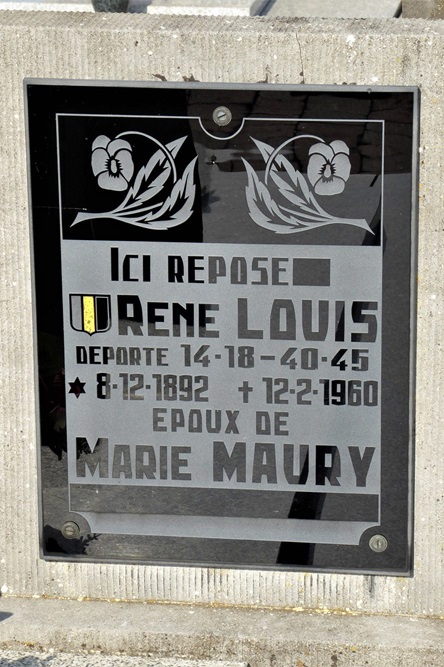 ICI REPOSE
RENE LOUIS
DEPORTE 14-18-40-45
★ 8-12-1892 + 12-2-1960
EPOUX DE
MARIE MAURY